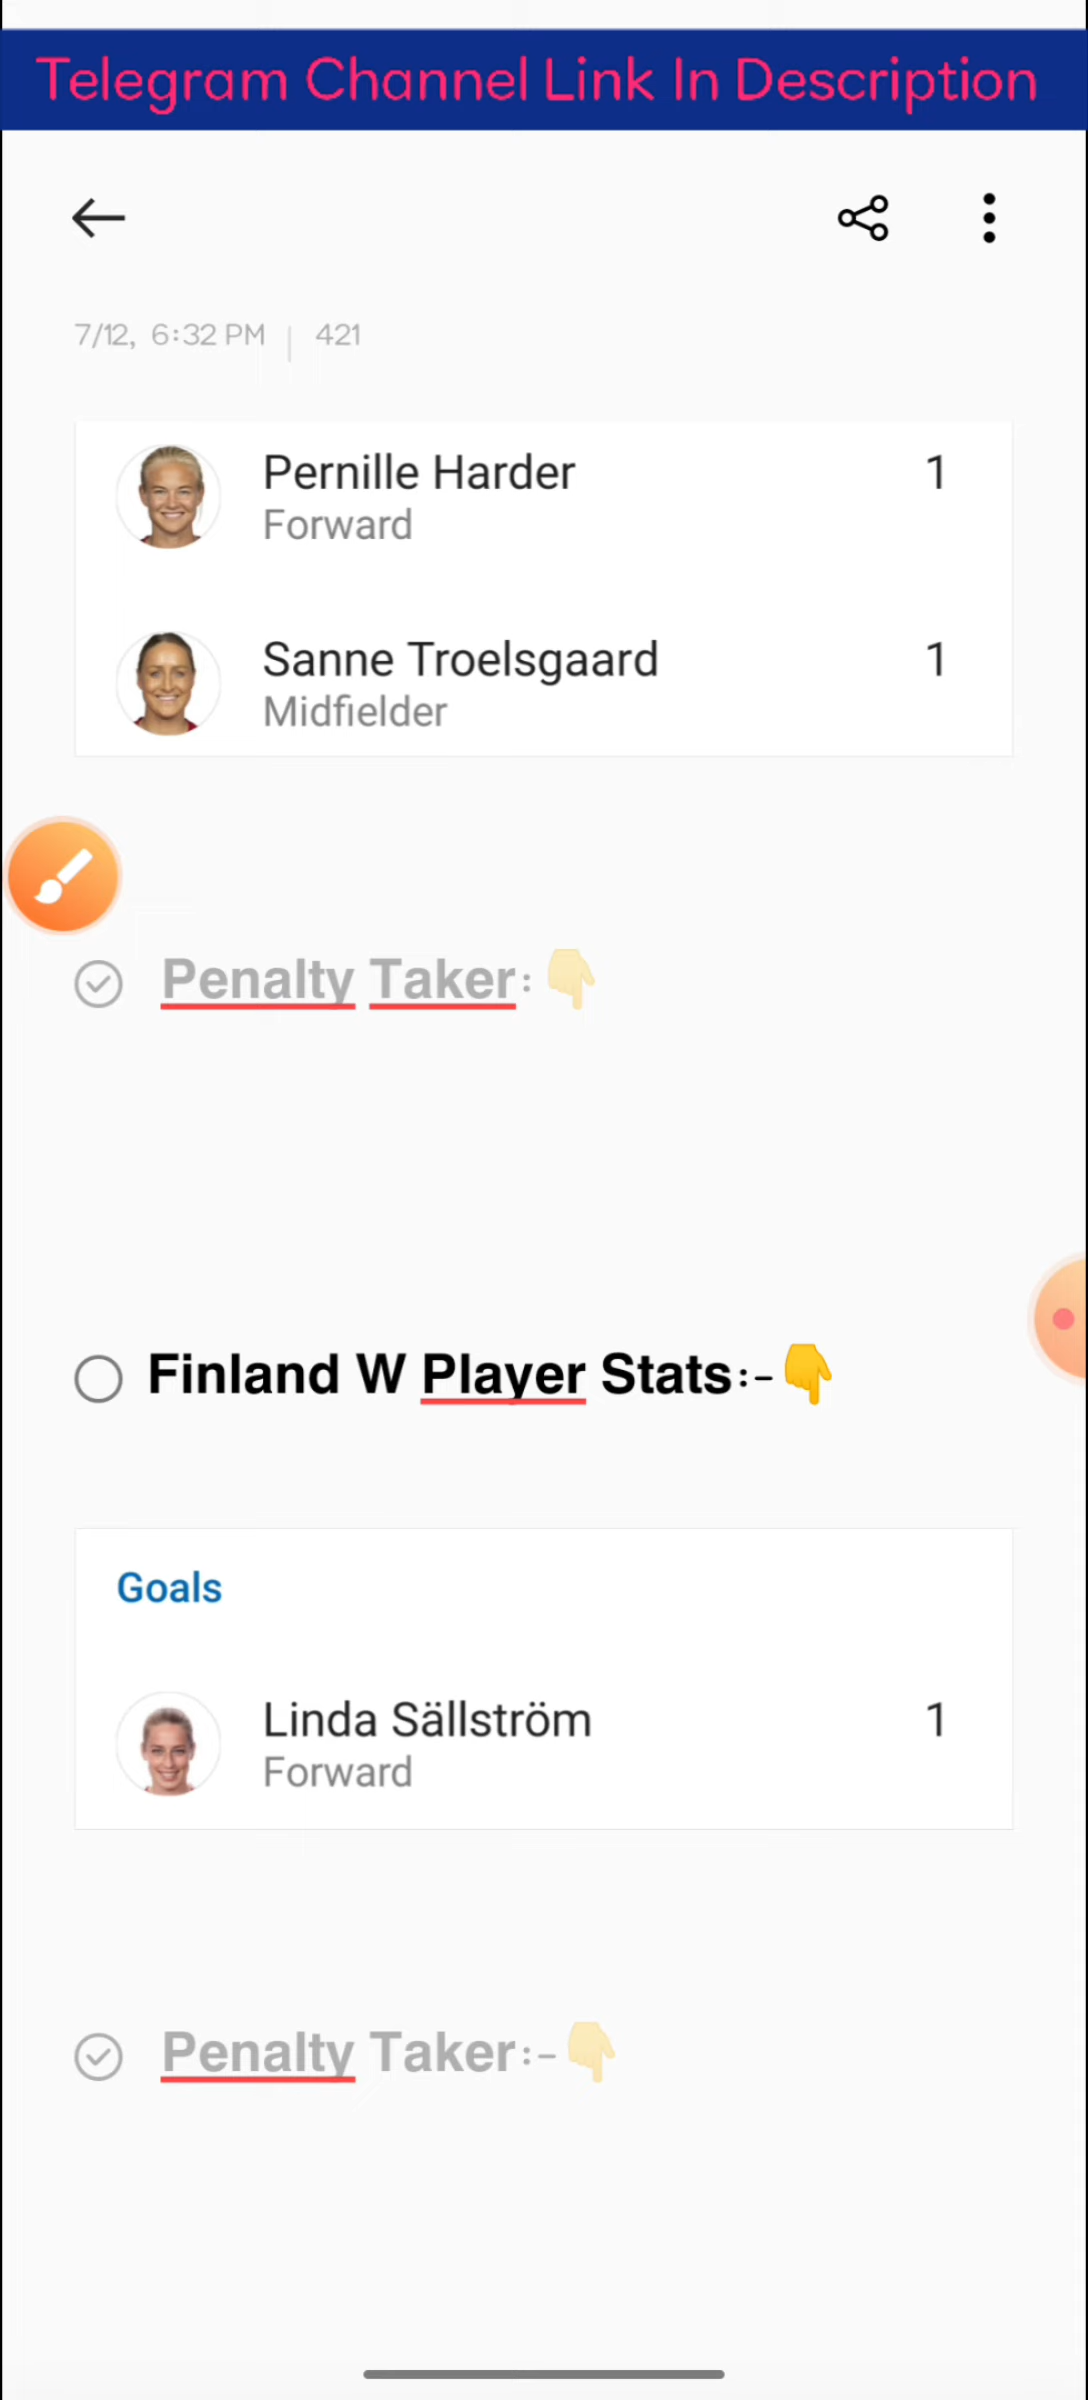 Telegram Channel Link In Description
7/12, 6:32 PM | 421
Pernille Harder 1
Forward
Sanne Troelsgaard 1
Midfielder
Penalty Taker: 👇
Finland W Player Stats:-👇
Goals
Linda Sällström 1
Forward
Penalty Taker:-👇